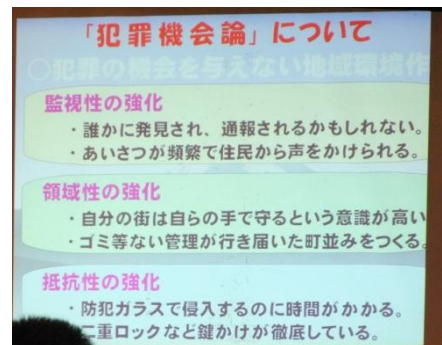 「犯罪機会論」について
○犯罪の機会を与えない地域環境作
監視性の強化
・誰かに発見され、通報されるかもしれない。
・あいさつが頻繁で住民から声をかけられる。
領域性の強化
・自分の街は自らの手で守るという意識が高い
・ゴミ等ない管理が行き届いた町並みをつくる。
抵抗性の強化
・防犯ガラスで侵入するのに時間がかかる。
二重ロックなど鍵かけが徹底している。